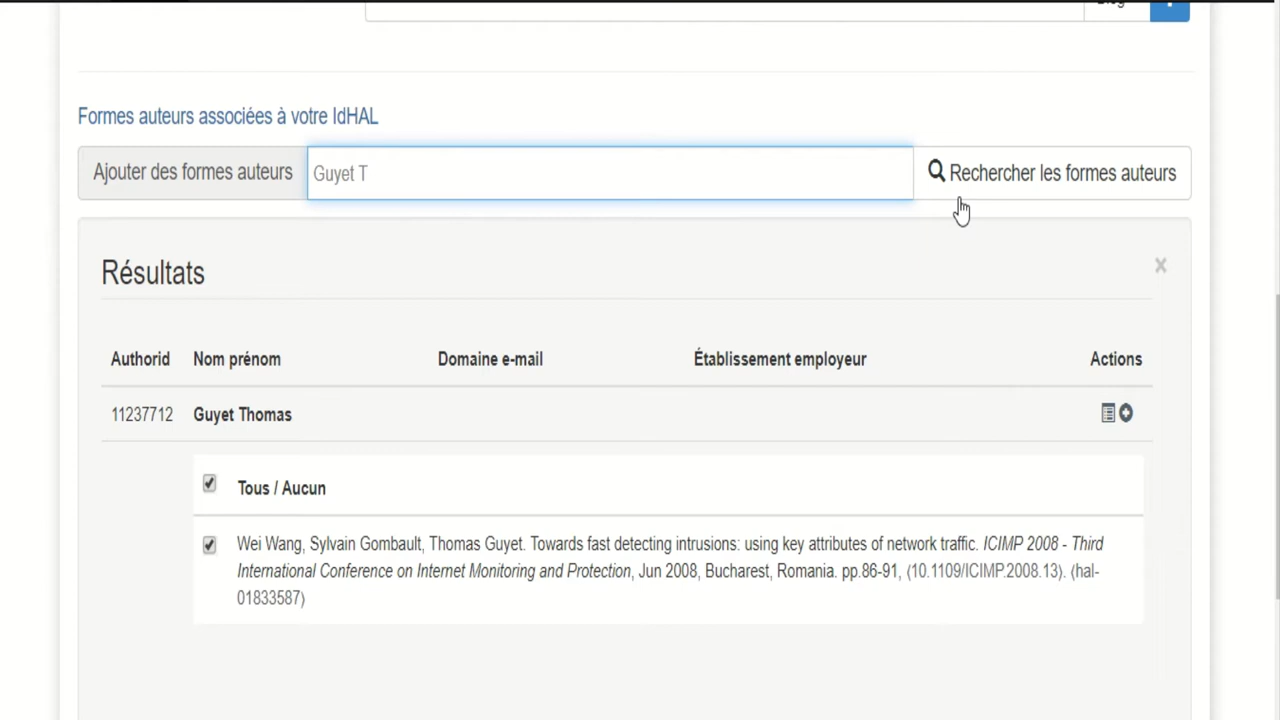 Formes auteurs associées à votre IdHAL
Ajouter des formes auteurs Guyet T Rechercher les formes auteurs
Résultats ×
Authorid Nom prénom Domaine e-mail Établissement employeur Actions
11237712 Guyet Thomas
Tous / Aucun
Wei Wang, Sylvain Gombault, Thomas Guyet. Towards fast detecting intrusions: using key attributes of network traffic. ICIMP 2008 - Third
International Conference on Internet Monitoring and Protection, Jun 2008, Bucharest, Romania. pp.86-91, ⟨10.1109/ICIMP.2008.13⟩. ⟨hal-
01833587⟩